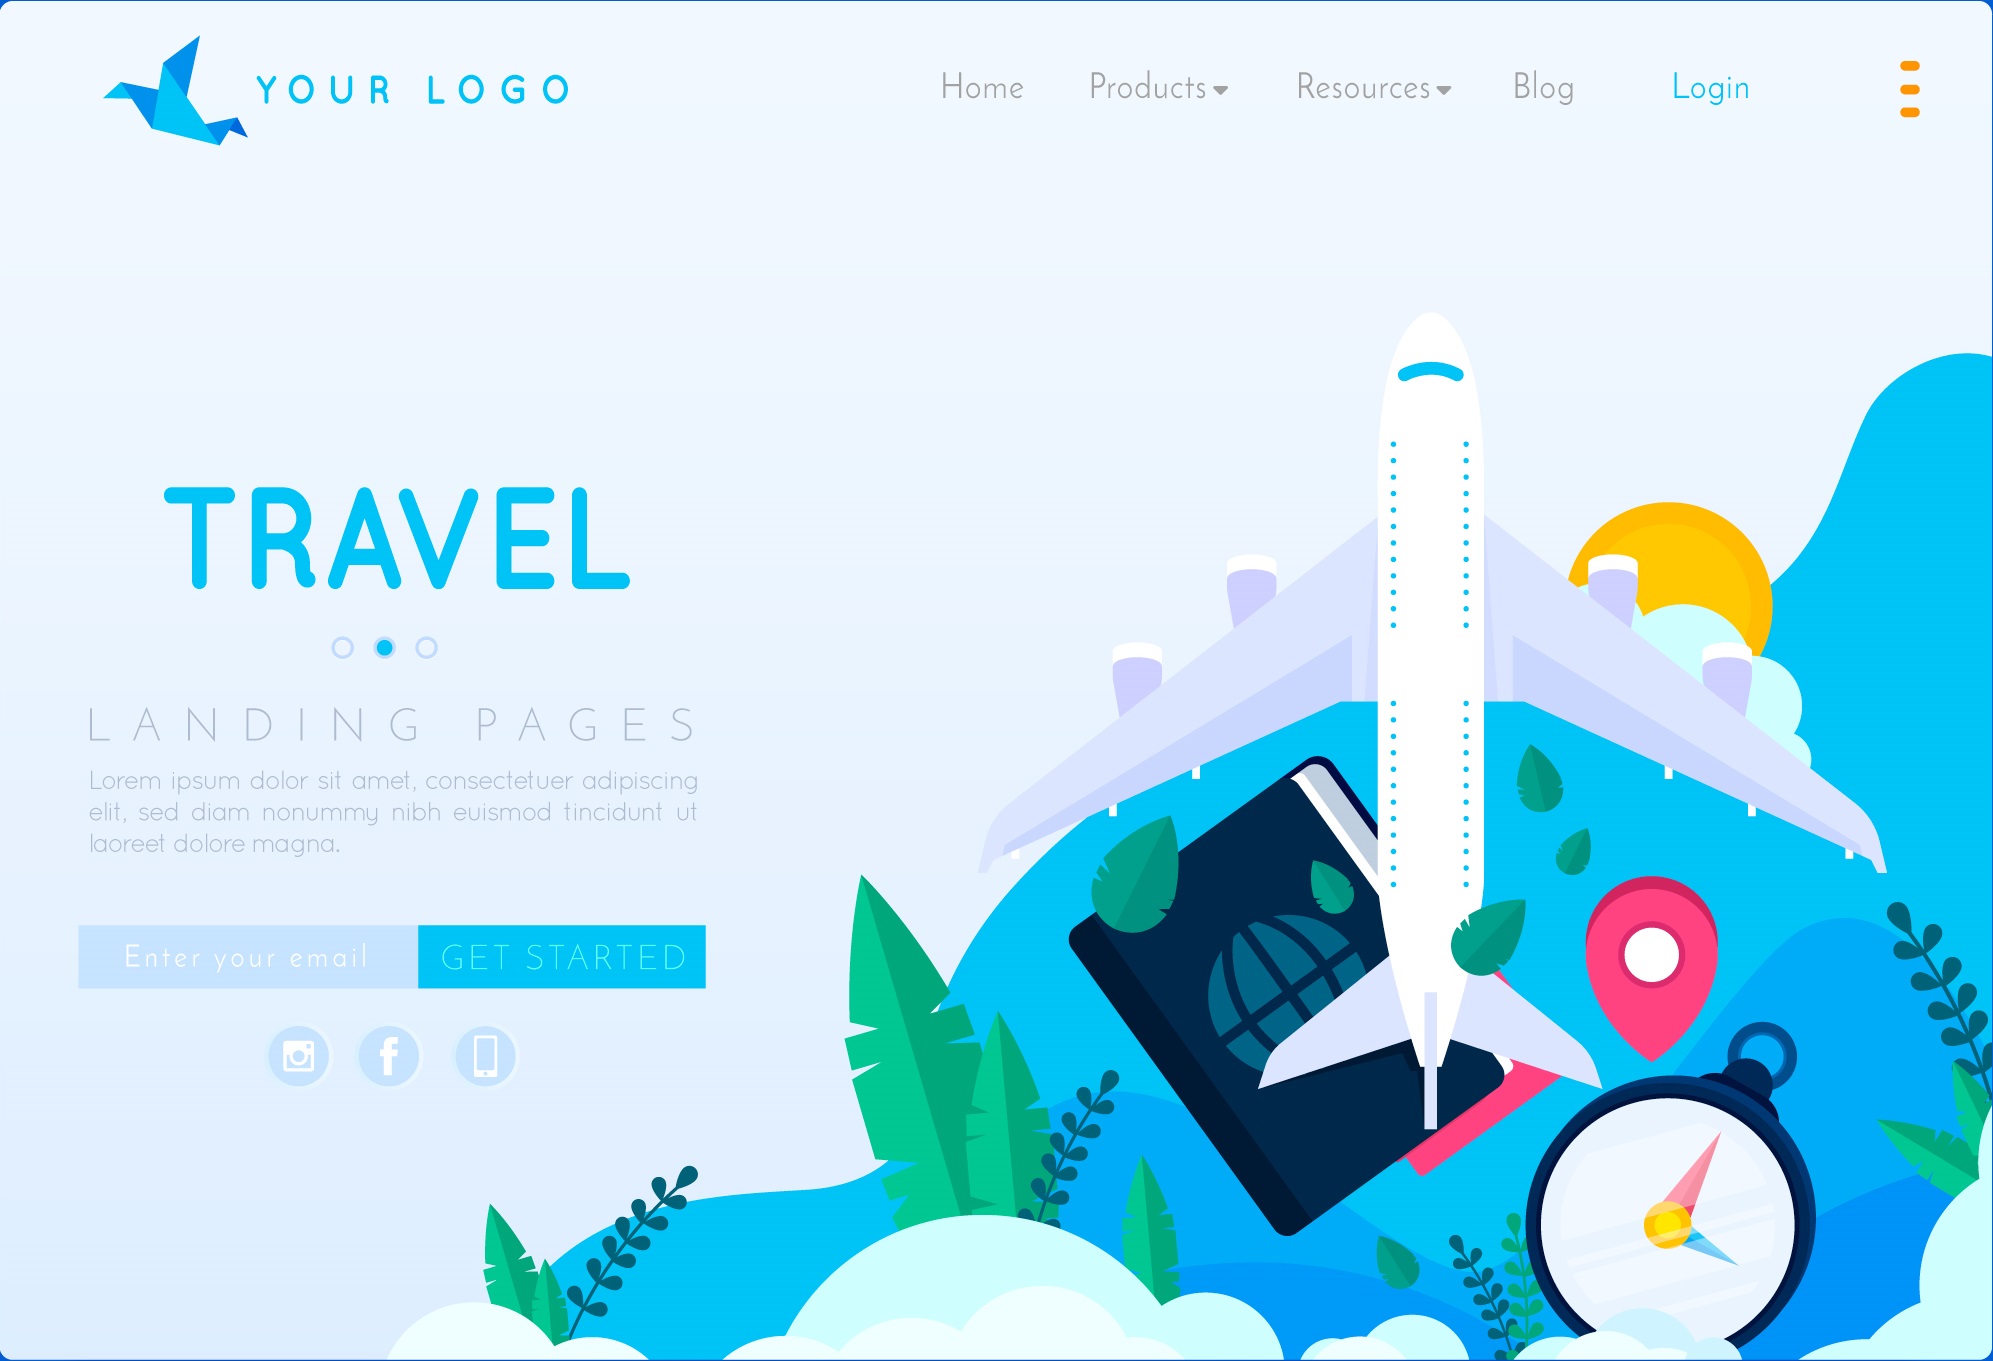 YOUR LOGO
Home Products Resources Blog Login
TRAVEL
LANDING PAGES
Lorem ipsum dolor sit amet, consectetuer adipiscing
elit, sed diam nonummy nibh euismod tincidunt ut
laoreet dolore magna.
Enter your email GET STARTED